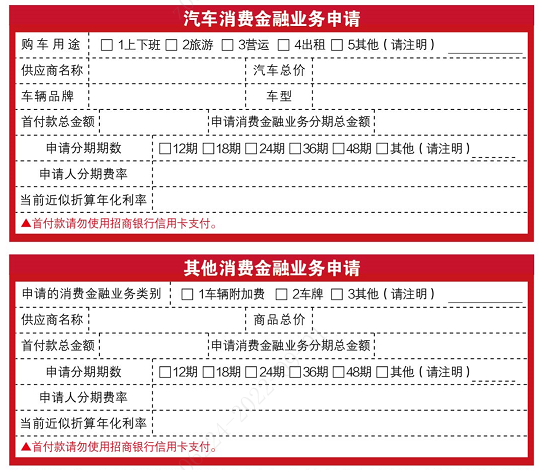 汽车消费金融业务申请
购车用途 □ 1上下班 □ 2旅游 □ 3营运 □ 4出租 □ 5其他（请注明）
供应商名称 汽车总价
车辆品牌 车型
首付款总金额 申请消费金融业务分期总金额
申请分期期数 □12期 □18期 □24期 □36期 □48期 □其他（请注明）
申请人分期费率
当前近似折算年化利率
▲首付款请勿使用招商银行信用卡支付。
其他消费金融业务申请
申请的消费金融业务类别 □ 1车辆附加费 □ 2车牌 □ 3其他（请注明）
供应商名称 商品总价
首付款总金额 申请消费金融业务分期总金额
申请分期期数 □12期 □18期 □24期 □36期 □48期 □其他（请注明）
申请人分期费率
当前近似折算年化利率
▲首付款请勿使用招商银行信用卡支付。